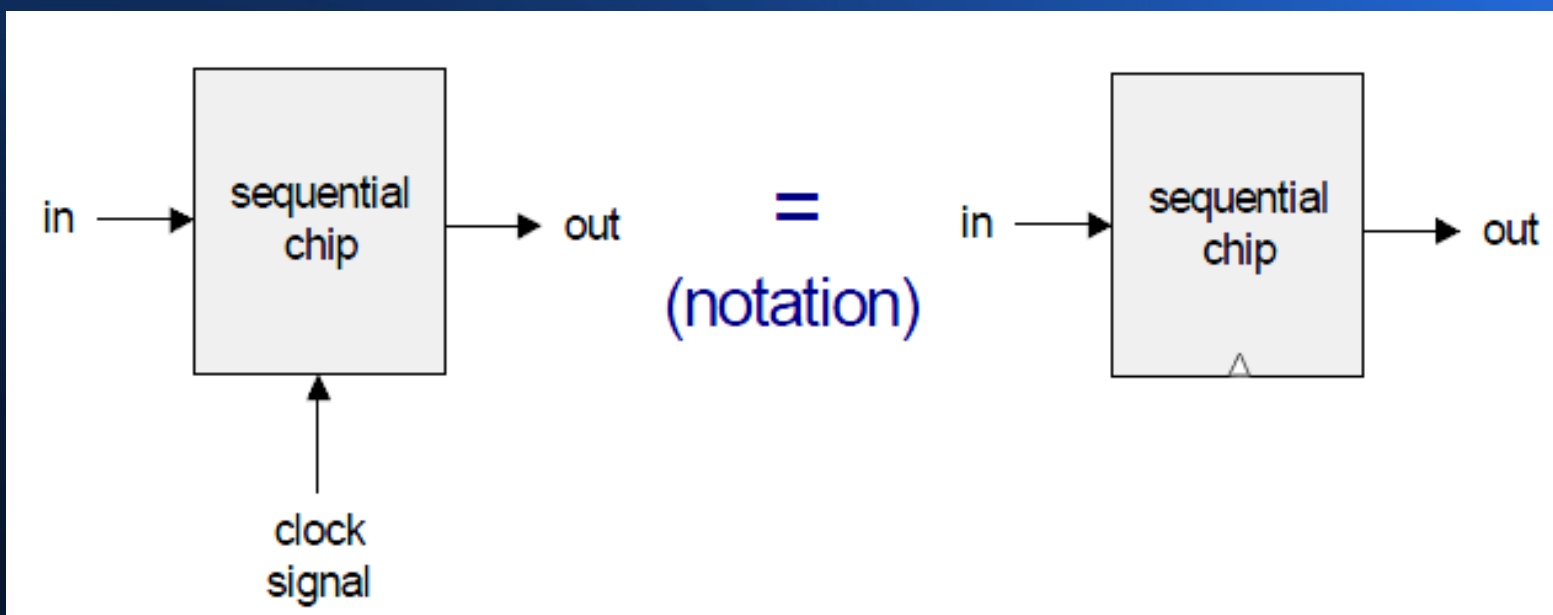 in
sequential
chip
out
clock
signal
=
(notation)
in
sequential
chip
out